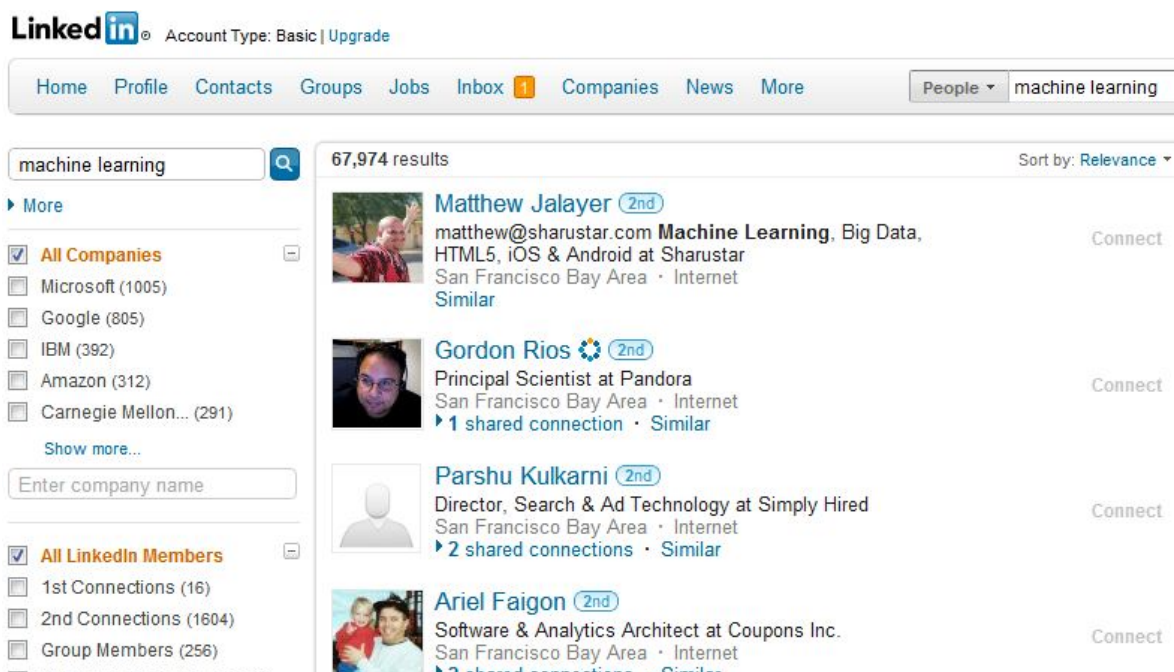 Linked in ® Account Type: Basic | Upgrade
Home Profile Contacts Groups Jobs Inbox 1 Companies News More People machine learning
machine learning
67,974 results Sort by: Relevance
More
All Companies
Microsoft (1005)
Google (805)
IBM (392)
Amazon (312)
Carnegie Mellon... (291)
Show more...
Enter company name
All LinkedIn Members
1st Connections (16)
2nd Connections (1604)
Group Members (256)
Matthew Jalayer 2nd
matthew@sharustar.com Machine Learning, Big Data,
HTML5, iOS & Android at Sharustar
San Francisco Bay Area · Internet
Similar
Connect
Gordon Rios 2nd
Principal Scientist at Pandora
San Francisco Bay Area · Internet
1 shared connection · Similar
Connect
Parshu Kulkarni 2nd
Director, Search & Ad Technology at Simply Hired
San Francisco Bay Area · Internet
2 shared connections · Similar
Connect
Ariel Faigon 2nd
Software & Analytics Architect at Coupons Inc.
San Francisco Bay Area · Internet
shared connections · Similar
Connect